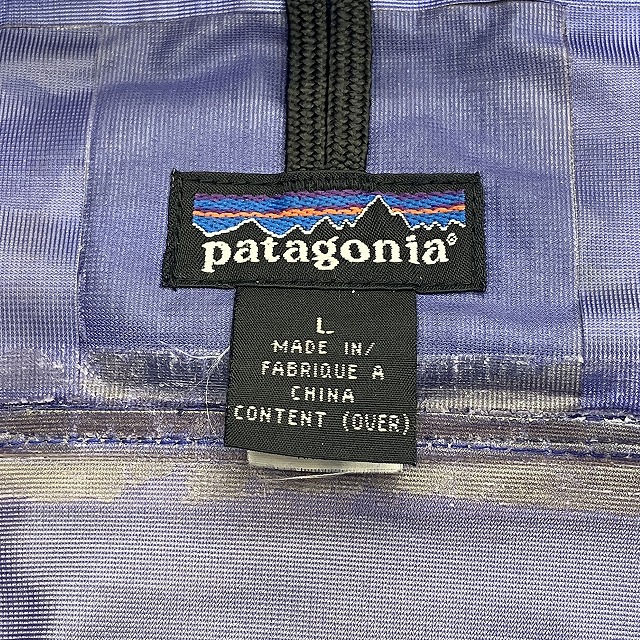 patagonia®
L
MADE IN/
FABRIQUE A
CHINA
CONTENT (OVER)